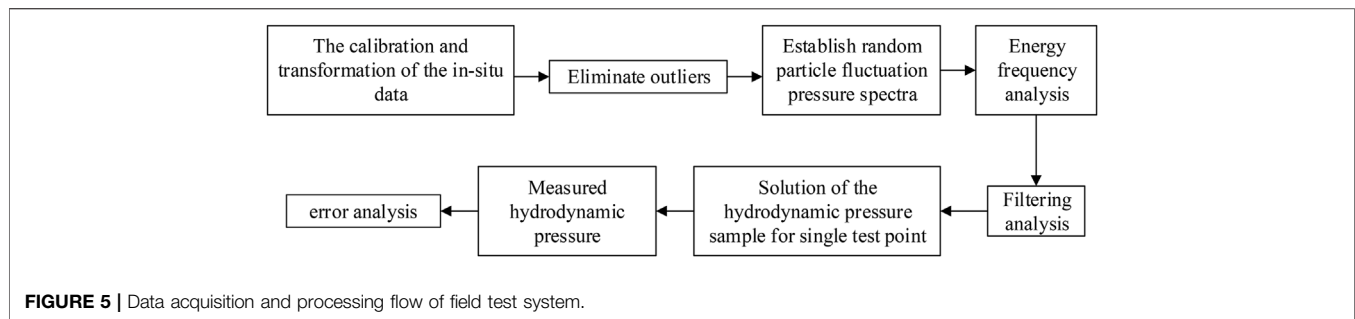 The calibration and
transformation of the in-situ
data
Eliminate outliers
Establish random
particle fluctuation
pressure spectra
Energy
frequency
analysis
Filtering
analysis
Solution of the
hydrodynamic pressure
sample for single test point
Measured
hydrodynamic
pressure
error analysis
FIGURE 5 | Data acquisition and processing flow of field test system.